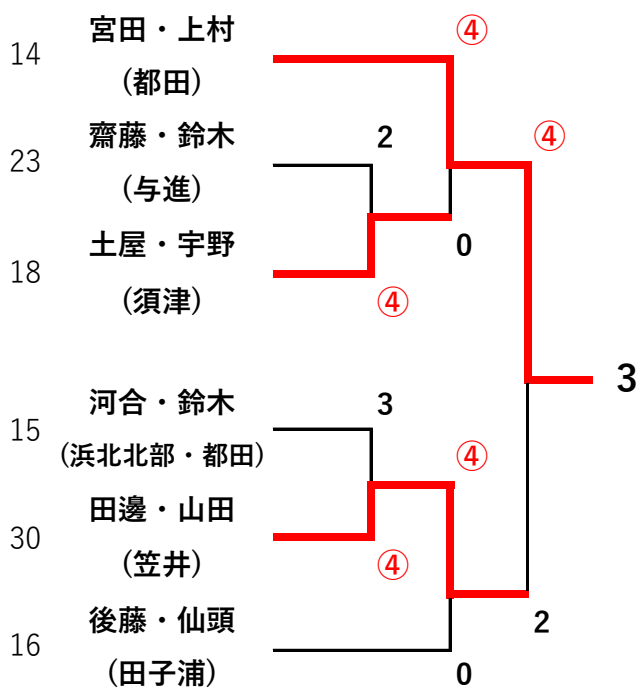 宮田・上村
14
(都田)
④
齋藤・鈴木
23
(与進)
2
④
土屋・宇野
18
(須津)
0
④
3
河合・鈴木
15
(浜北北部・都田)
3
④
田邊・山田
30
(笠井)
④
後藤・仙頭
16
(田子浦)
2
0